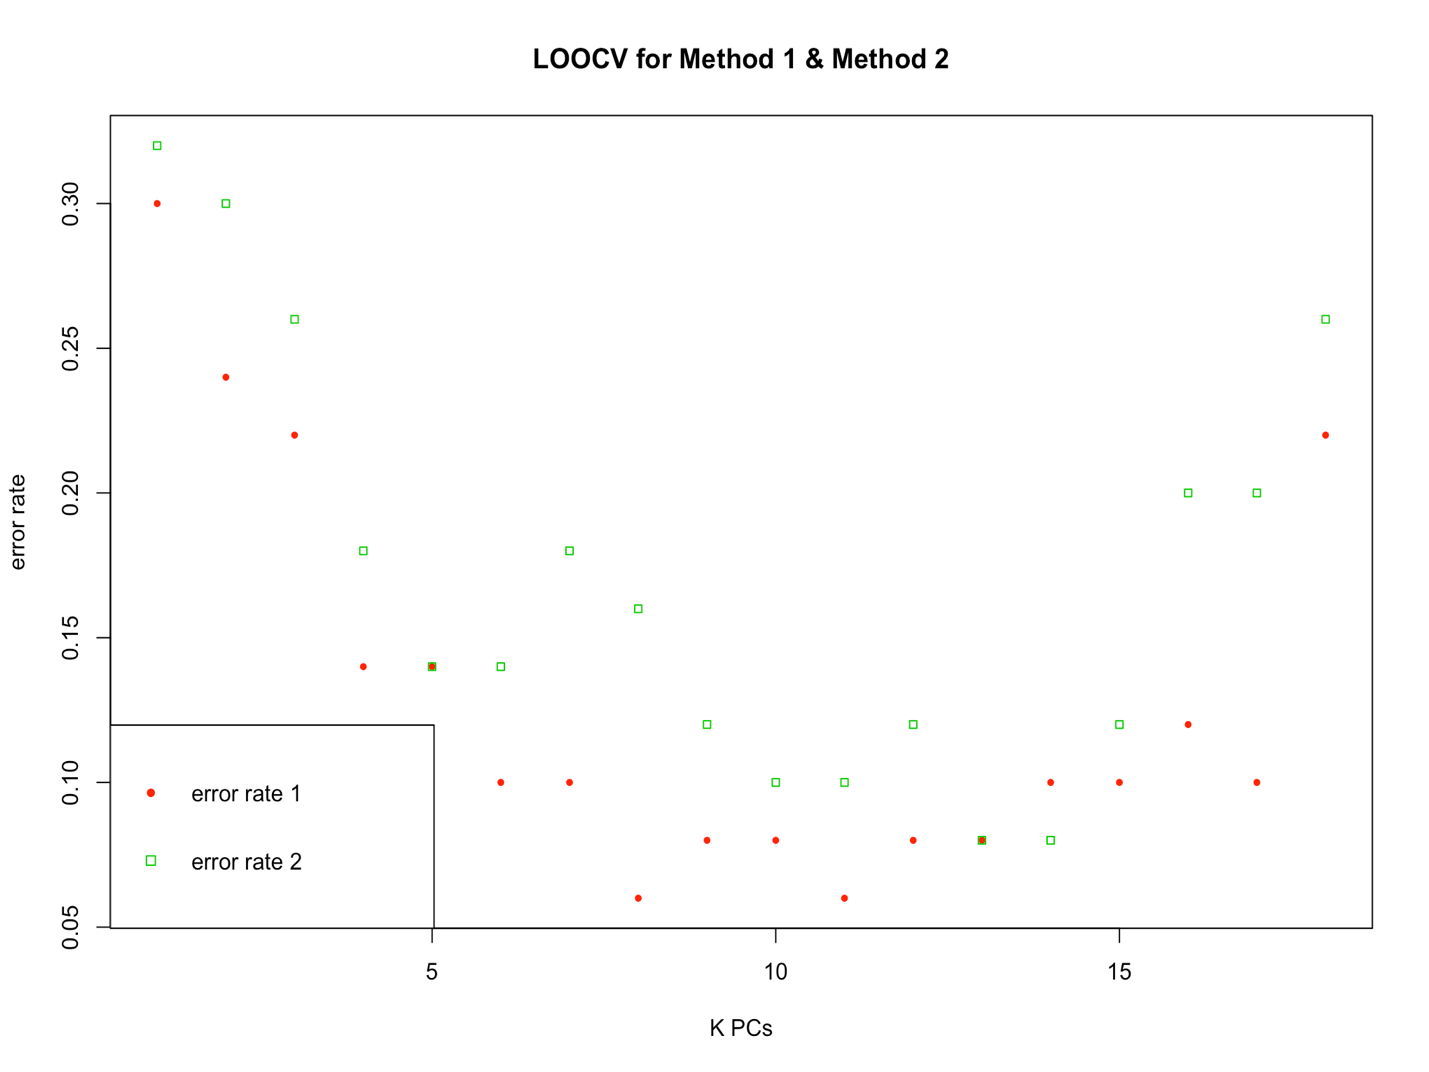 LOOCV for Method 1 & Method 2
error rate
0.30
0.25
0.20
0.15
0.10
0.05
error rate 1
error rate 2
5
10
15
K PCs